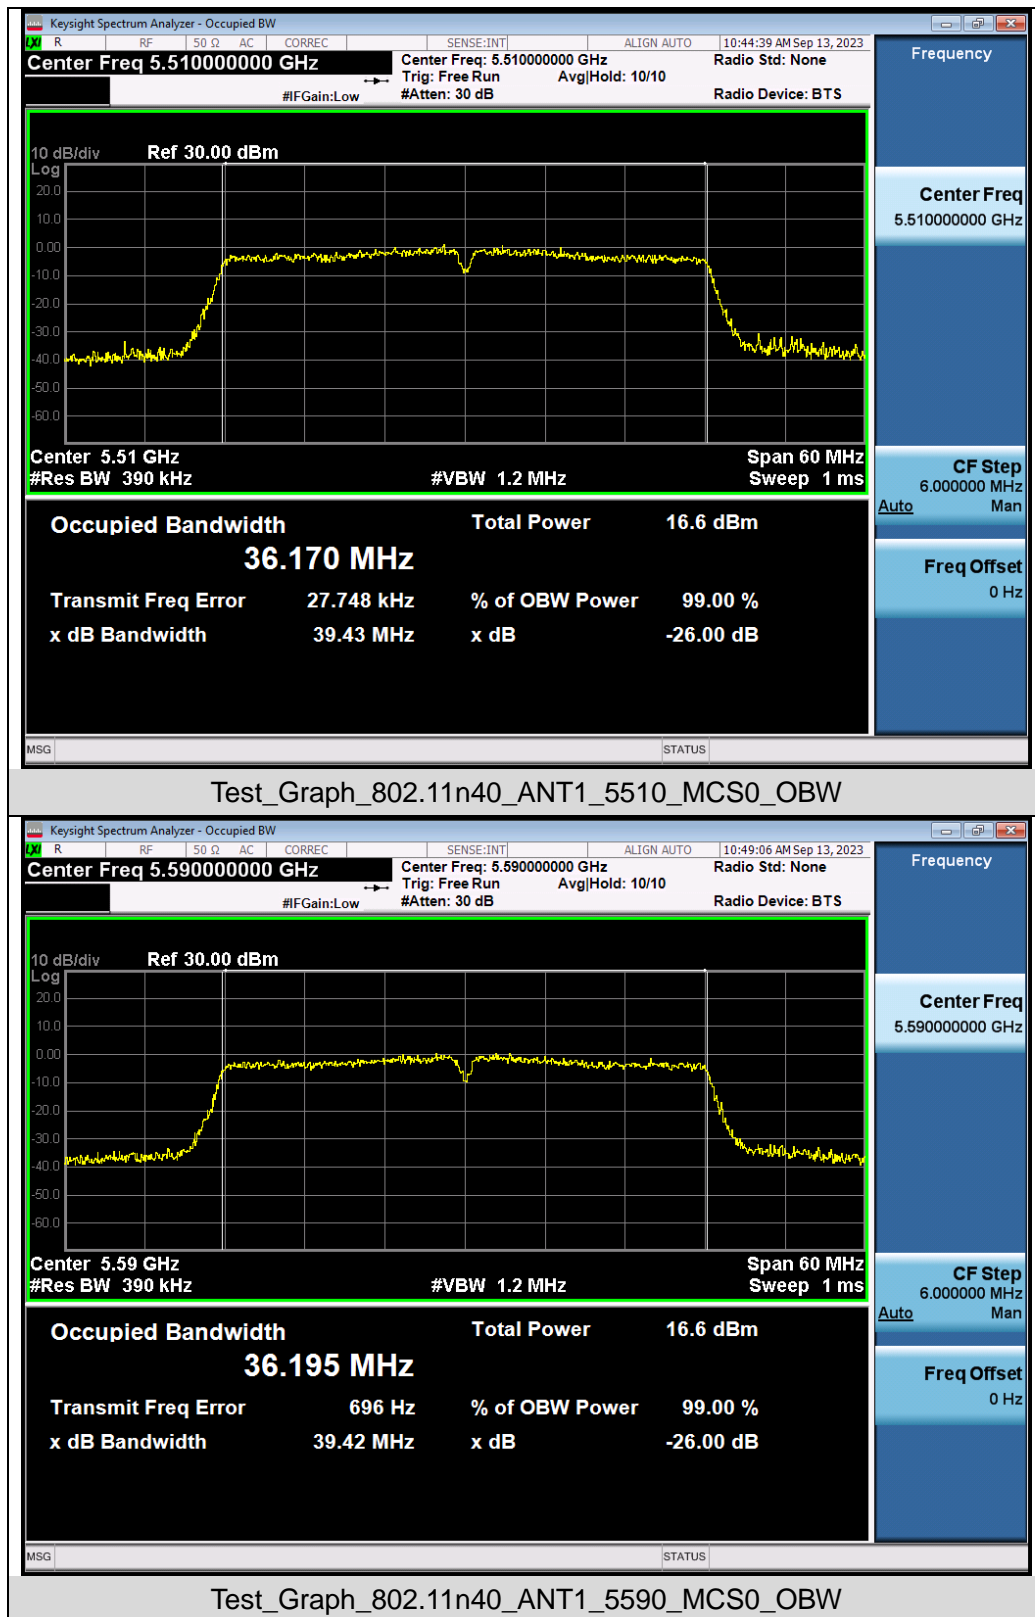 Keysight Spectrum Analyzer - Occupied BW
LXI R RF 50 Ω AC CORREC SENSE:INT ALIGN AUTO 10:44:39 AM Sep 13, 2023
Center Freq 5.510000000 GHz
Center Freq: 5.510000000 GHz Radio Std: None
Trig: Free Run Avg|Hold: 10/10
#IFGain:Low #Atten: 30 dB Radio Device: BTS
Frequency
10 dB/div Ref 30.00 dBm
Log
20.0
10.0
0.00
-10.0
-20.0
-30.0
-40.0
-50.0
-60.0
Center 5.51 GHz Span 60 MHz
#Res BW 390 kHz #VBW 1.2 MHz Sweep 1 ms
Center Freq
5.510000000 GHz
CF Step
6.000000 MHz
Auto Man
Freq Offset
0 Hz
Occupied Bandwidth Total Power 16.6 dBm
36.170 MHz
Transmit Freq Error 27.748 kHz % of OBW Power 99.00 %
x dB Bandwidth 39.43 MHz x dB -26.00 dB
MSG STATUS
Test_Graph_802.11n40_ANT1_5510_MCS0_OBW
Keysight Spectrum Analyzer - Occupied BW
LXI R RF 50 Ω AC CORREC SENSE:INT ALIGN AUTO 10:49:06 AM Sep 13, 2023
Center Freq 5.590000000 GHz
Center Freq: 5.590000000 GHz Radio Std: None
Trig: Free Run Avg|Hold: 10/10
#IFGain:Low #Atten: 30 dB Radio Device: BTS
Frequency
10 dB/div Ref 30.00 dBm
Log
20.0
10.0
0.00
-10.0
-20.0
-30.0
-40.0
-50.0
-60.0
Center 5.59 GHz Span 60 MHz
#Res BW 390 kHz #VBW 1.2 MHz Sweep 1 ms
Center Freq
5.590000000 GHz
CF Step
6.000000 MHz
Auto Man
Freq Offset
0 Hz
Occupied Bandwidth Total Power 16.6 dBm
36.195 MHz
Transmit Freq Error 696 Hz % of OBW Power 99.00 %
x dB Bandwidth 39.42 MHz x dB -26.00 dB
MSG STATUS
Test_Graph_802.11n40_ANT1_5590_MCS0_OBW